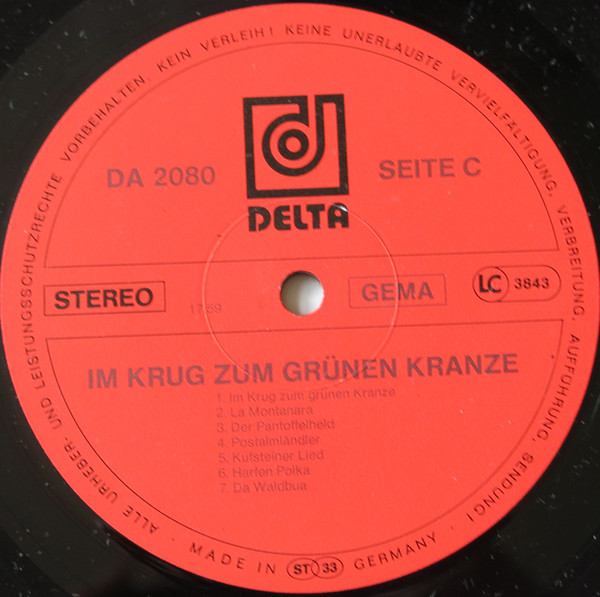 ALLE URHEBER- UND LEISTUNGSSCHUTZRECHTE VORBEHALTEN. KEIN VERLEIH! KEINE UNERLAUBTE VERVIELFÄLTIGUNG, VERBREITUNG, AUFFÜHRUNG, SENDUNG!
DA 2080
DELTA
SEITE C
STEREO
17:59
GEMA
LC 3843
IM KRUG ZUM GRÜNEN KRANZE
1. Im Krug zum grünen Kranze
2. La Montanara
3. Der Pantoffelheld
4. Postalmländler
5. Kufsteiner Lied
6. Harfen Polka
7. Da Waldbua
· MADE IN ST 33 GERMANY ·